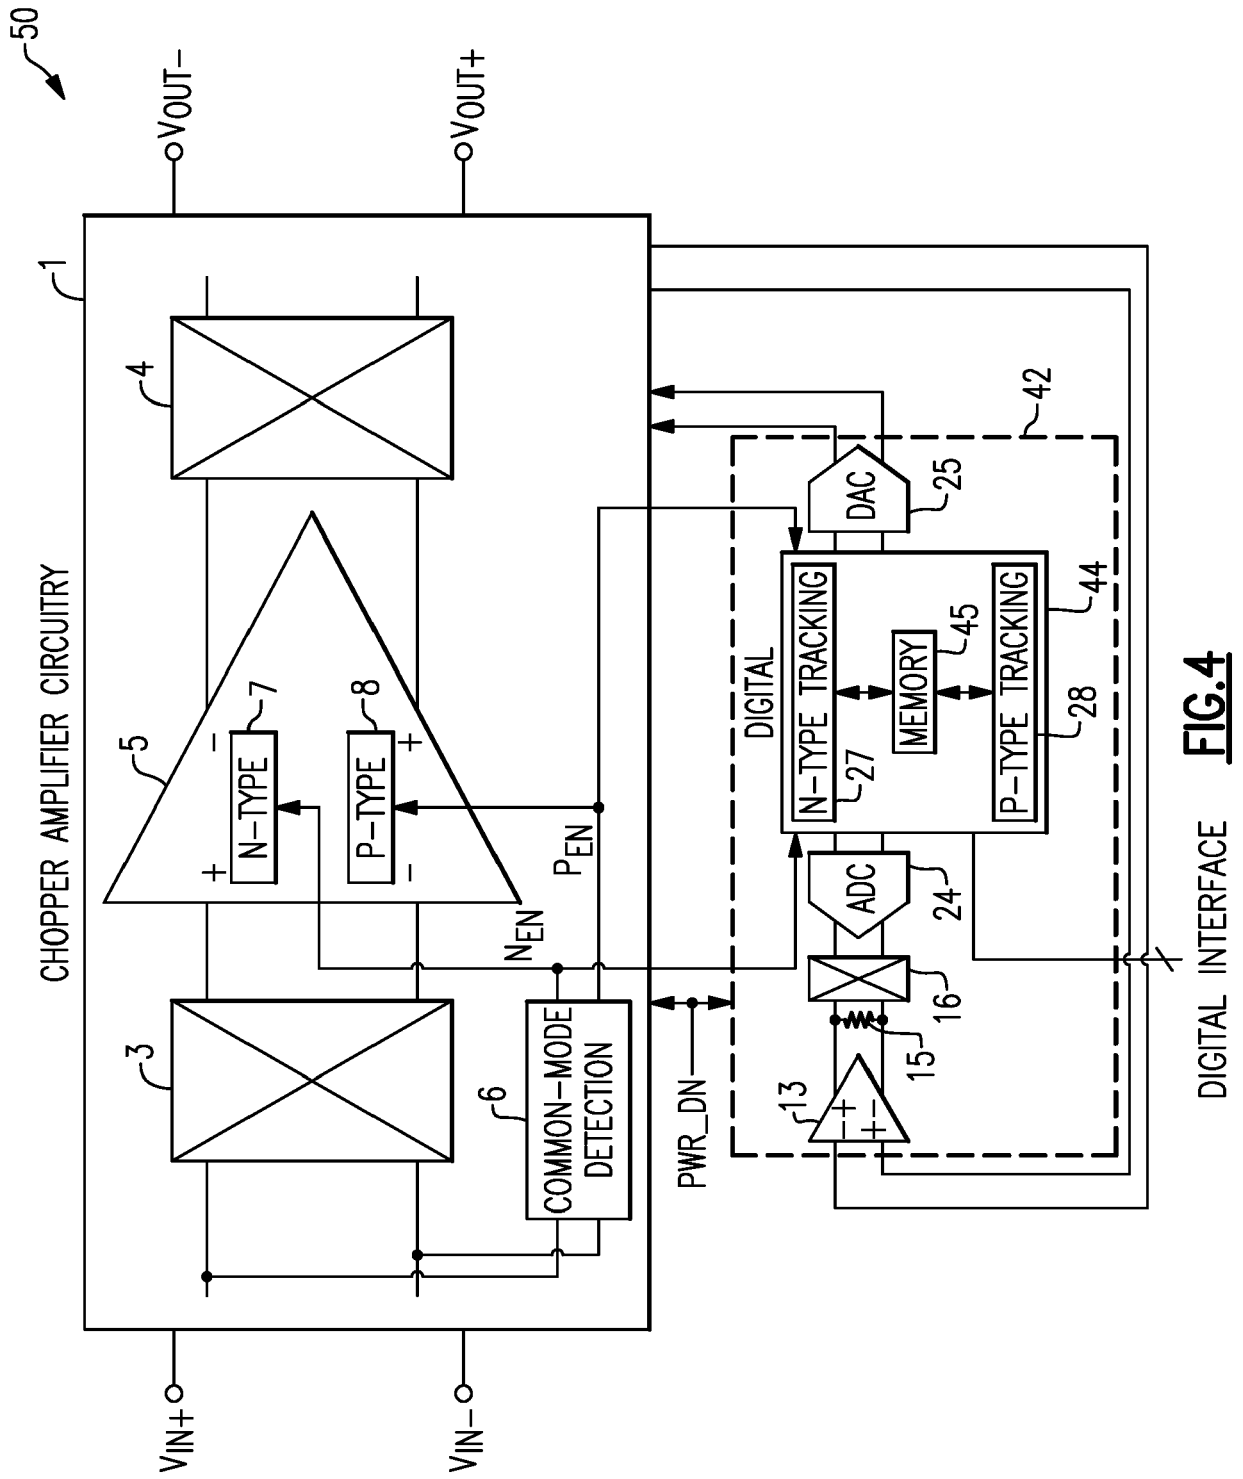 50
CHOPPER AMPLIFIER CIRCUITRY
1
VIN+
VIN-
VOUT-
VOUT+
3
5
4
+
-
N-TYPE
7
P-TYPE
8
-
+
6
COMMON-MODE
DETECTION
NEN
PEN
PWR_DN
42
DIGITAL
13
-+
+-
15
16
ADC
24
N-TYPE TRACKING
27
MEMORY
45
P-TYPE TRACKING
28
44
DAC
25
DIGITAL INTERFACE
FIG.4